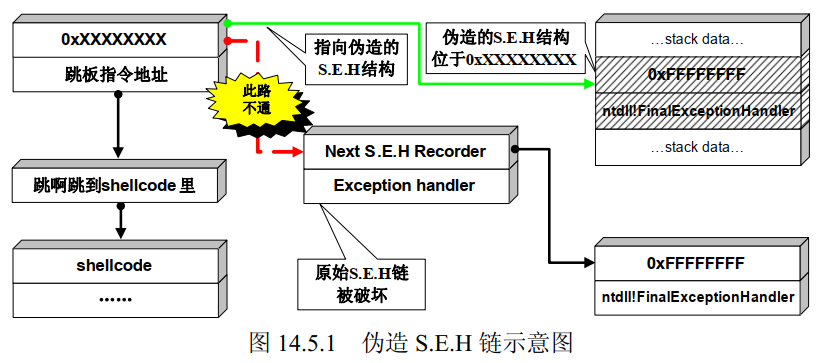 0xXXXXXXXX
跳板指令地址
指向伪造的
S.E.H结构
伪造的S.E.H结构
位于0xXXXXXXXX
…stack data…
0xFFFFFFFF
ntdll!FinalExceptionHandler
…stack data…
此路
不通
跳啊跳到shellcode 里
Next S.E.H Recorder
Exception handler
shellcode
……
原始S.E.H链
被破坏
0xFFFFFFFF
ntdll!FinalExceptionHandler
图 14.5.1 伪造 S.E.H 链示意图